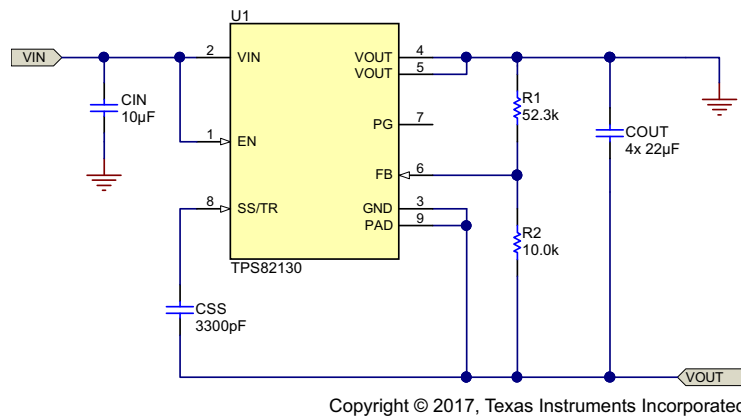 U1
VIN
2
VIN
VOUT
4
VOUT
5
CIN
10µF
R1
52.3k
PG
7
COUT
4x 22µF
1
EN
FB
6
8
SS/TR
GND
3
PAD
9
R2
10.0k
TPS82130
CSS
3300pF
VOUT
Copyright © 2017, Texas Instruments Incorporated